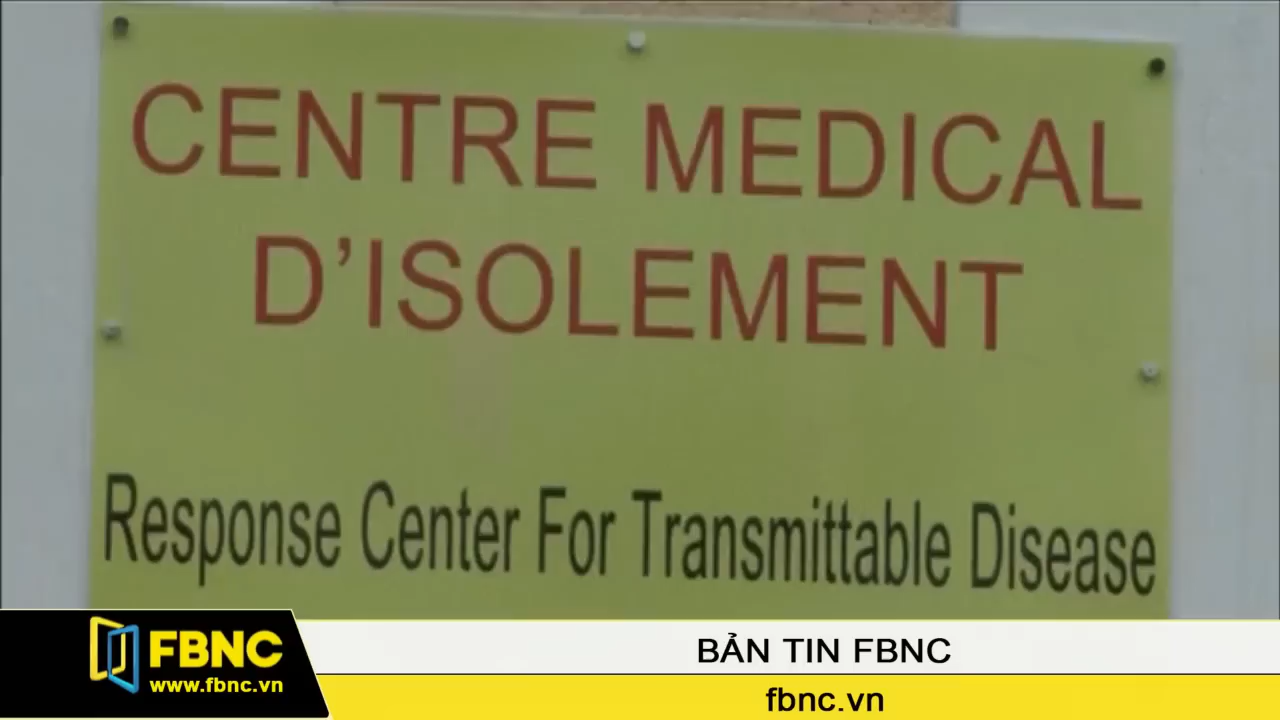 CENTRE MEDICAL
D'ISOLEMENT
Response Center For Transmittable Disease
FBNC
www.fbnc.vn
BẢN TIN FBNC
fbnc.vn